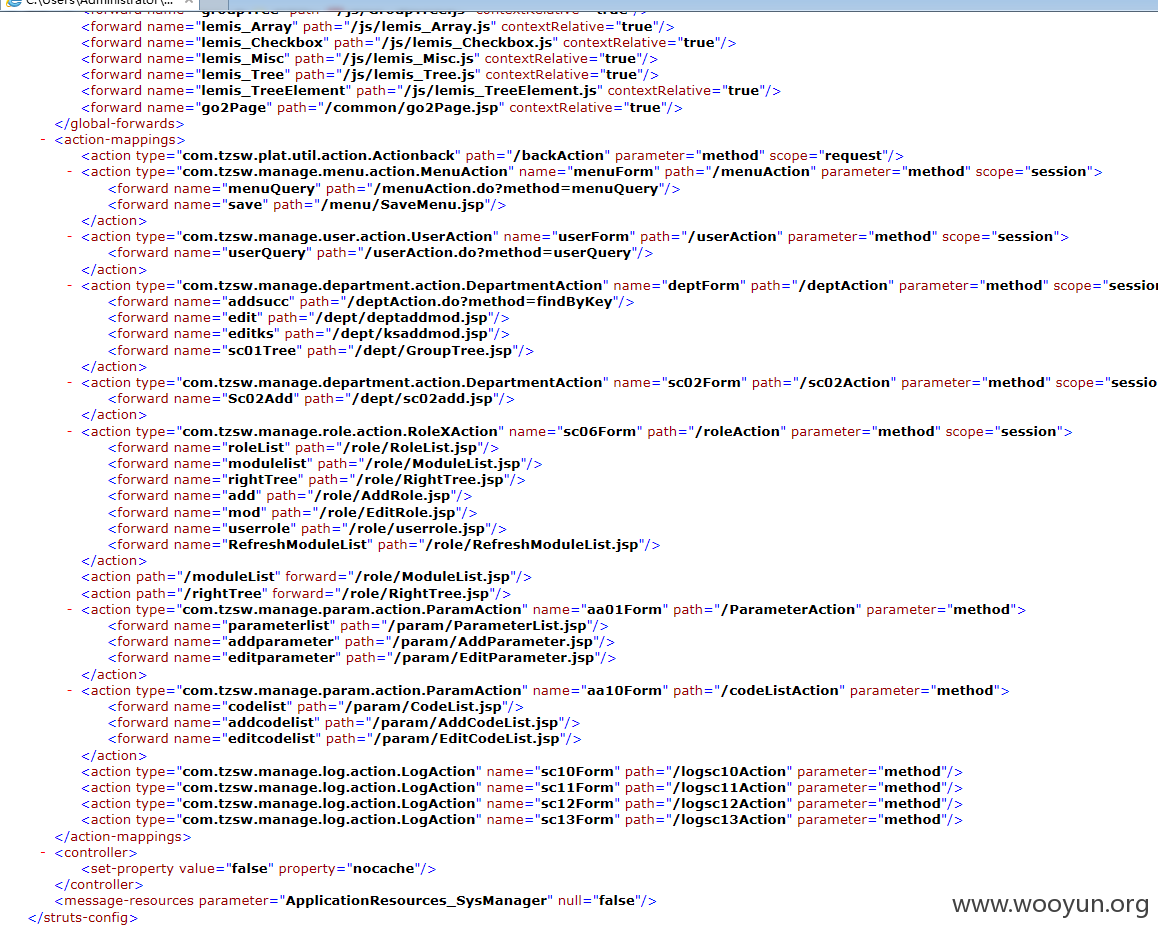 C:\Users\Administrator\...
<forward name="groupTree" path="/js/GroupTree.js" contextRelative="true"/>
<forward name="lemis_Array" path="/js/lemis_Array.js" contextRelative="true"/>
<forward name="lemis_Checkbox" path="/js/lemis_Checkbox.js" contextRelative="true"/>
<forward name="lemis_Misc" path="/js/lemis_Misc.js" contextRelative="true"/>
<forward name="lemis_Tree" path="/js/lemis_Tree.js" contextRelative="true"/>
<forward name="lemis_TreeElement" path="/js/lemis_TreeElement.js" contextRelative="true"/>
<forward name="go2Page" path="/common/go2Page.jsp" contextRelative="true"/>
</global-forwards>
- <action-mappings>
<action type="com.tzsw.plat.util.action.Actionback" path="/backAction" parameter="method" scope="request"/>
- <action type="com.tzsw.manage.menu.action.MenuAction" name="menuForm" path="/menuAction" parameter="method" scope="session">
<forward name="menuQuery" path="/menuAction.do?method=menuQuery"/>
<forward name="save" path="/menu/SaveMenu.jsp"/>
</action>
- <action type="com.tzsw.manage.user.action.UserAction" name="userForm" path="/userAction" parameter="method" scope="session">
<forward name="userQuery" path="/userAction.do?method=userQuery"/>
</action>
- <action type="com.tzsw.manage.department.action.DepartmentAction" name="deptForm" path="/deptAction" parameter="method" scope="session
<forward name="addsucc" path="/deptAction.do?method=findByKey"/>
<forward name="edit" path="/dept/deptaddmod.jsp"/>
<forward name="editks" path="/dept/ksaddmod.jsp"/>
<forward name="sc01Tree" path="/dept/GroupTree.jsp"/>
</action>
- <action type="com.tzsw.manage.department.action.DepartmentAction" name="sc02Form" path="/sc02Action" parameter="method" scope="sessio
<forward name="Sc02Add" path="/dept/sc02add.jsp"/>
</action>
- <action type="com.tzsw.manage.role.action.RoleXAction" name="sc06Form" path="/roleAction" parameter="method" scope="session">
<forward name="roleList" path="/role/RoleList.jsp"/>
<forward name="modulelist" path="/role/ModuleList.jsp"/>
<forward name="rightTree" path="/role/RightTree.jsp"/>
<forward name="add" path="/role/AddRole.jsp"/>
<forward name="mod" path="/role/EditRole.jsp"/>
<forward name="userrole" path="/role/userrole.jsp"/>
<forward name="RefreshModuleList" path="/role/RefreshModuleList.jsp"/>
</action>
<action path="/moduleList" forward="/role/ModuleList.jsp"/>
<action path="/rightTree" forward="/role/RightTree.jsp"/>
- <action type="com.tzsw.manage.param.action.ParamAction" name="aa01Form" path="/ParameterAction" parameter="method">
<forward name="parameterlist" path="/param/ParameterList.jsp"/>
<forward name="addparameter" path="/param/AddParameter.jsp"/>
<forward name="editparameter" path="/param/EditParameter.jsp"/>
</action>
- <action type="com.tzsw.manage.param.action.ParamAction" name="aa10Form" path="/codeListAction" parameter="method">
<forward name="codelist" path="/param/CodeList.jsp"/>
<forward name="addcodelist" path="/param/AddCodeList.jsp"/>
<forward name="editcodelist" path="/param/EditCodeList.jsp"/>
</action>
<action type="com.tzsw.manage.log.action.LogAction" name="sc10Form" path="/logsc10Action" parameter="method"/>
<action type="com.tzsw.manage.log.action.LogAction" name="sc11Form" path="/logsc11Action" parameter="method"/>
<action type="com.tzsw.manage.log.action.LogAction" name="sc12Form" path="/logsc12Action" parameter="method"/>
<action type="com.tzsw.manage.log.action.LogAction" name="sc13Form" path="/logsc13Action" parameter="method"/>
</action-mappings>
- <controller>
<set-property value="false" property="nocache"/>
</controller>
<message-resources parameter="ApplicationResources_SysManager" null="false"/>
</struts-config>
www.wooyun.org